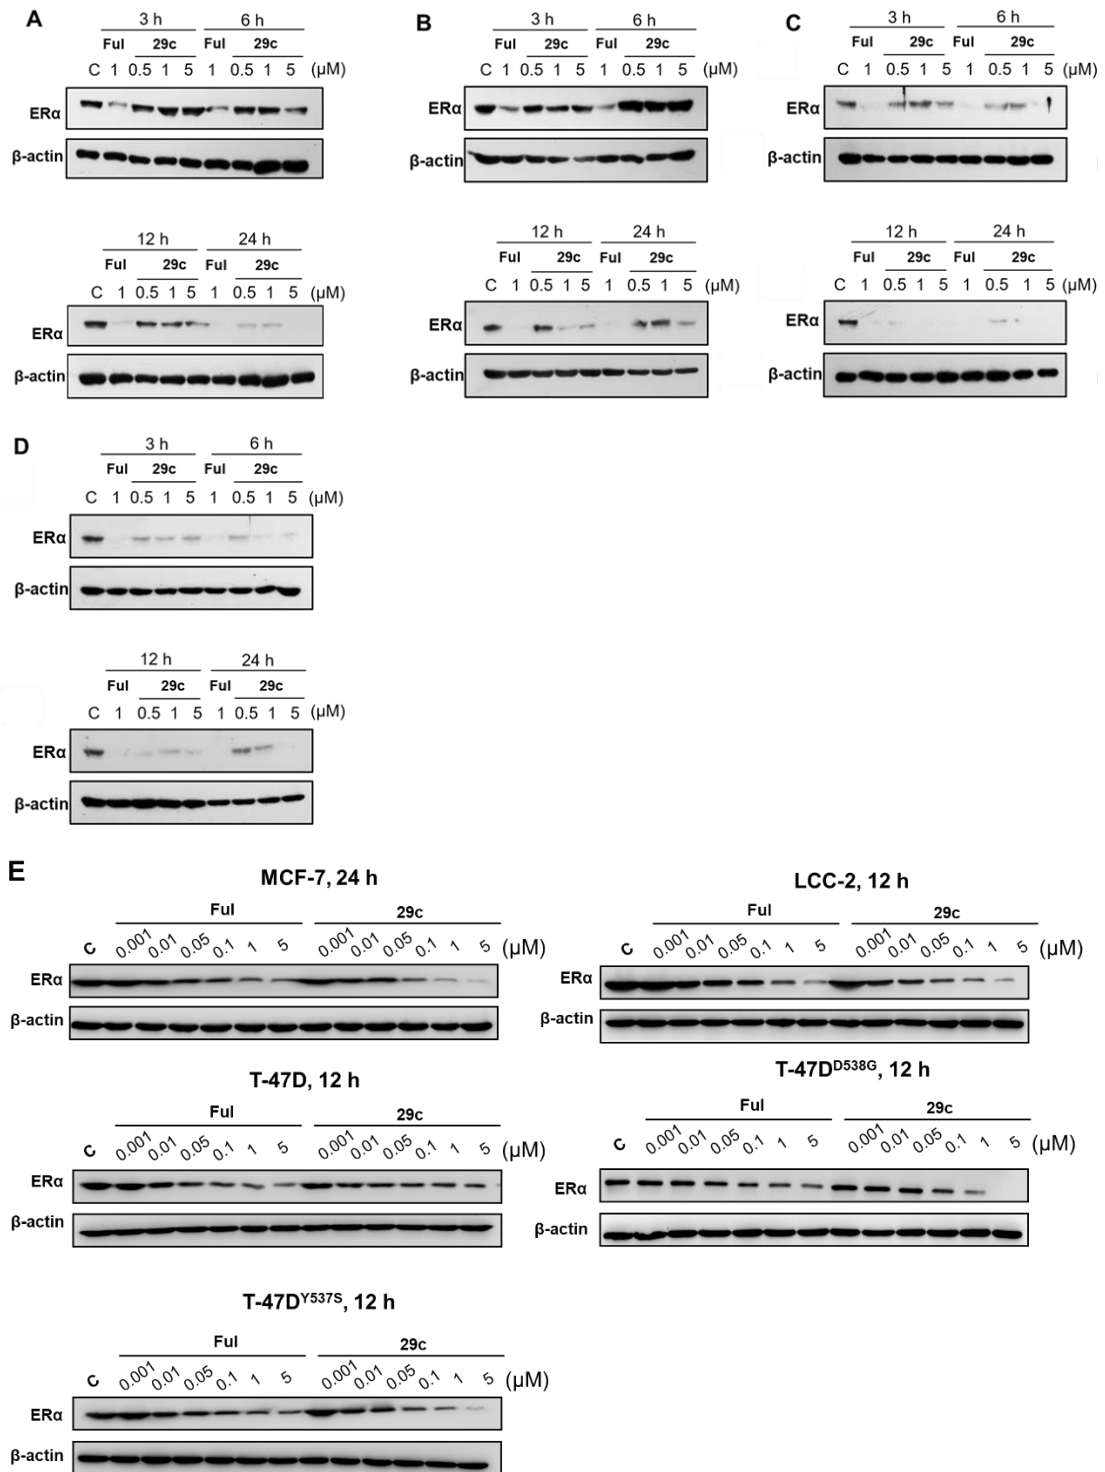 A
3 h 6 h
Ful 29c Ful 29c
C 1 0.5 1 5 1 0.5 1 5 (μM)
ERα
β-actin
12 h 24 h
Ful 29c Ful 29c
C 1 0.5 1 5 1 0.5 1 5 (μM)
ERα
β-actin
B
3 h 6 h
Ful 29c Ful 29c
C 1 0.5 1 5 1 0.5 1 5 (μM)
ERα
β-actin
12 h 24 h
Ful 29c Ful 29c
C 1 0.5 1 5 1 0.5 1 5 (μM)
ERα
β-actin
C
3 h 6 h
Ful 29c Ful 29c
C 1 0.5 1 5 1 0.5 1 5 (μM)
ERα
β-actin
12 h 24 h
Ful 29c Ful 29c
C 1 0.5 1 5 1 0.5 1 5 (μM)
ERα
β-actin
D
3 h 6 h
Ful 29c Ful 29c
C 1 0.5 1 5 1 0.5 1 5 (μM)
ERα
β-actin
12 h 24 h
Ful 29c Ful 29c
C 1 0.5 1 5 1 0.5 1 5 (μM)
ERα
β-actin
E
MCF-7, 24 h
Ful 29c
C 0.001 0.01 0.05 0.1 1 5 0.001 0.01 0.05 0.1 1 5 (μM)
ERα
β-actin
LCC-2, 12 h
Ful 29c
C 0.001 0.01 0.05 0.1 1 5 0.001 0.01 0.05 0.1 1 5 (μM)
ERα
β-actin
T-47D, 12 h
Ful 29c
C 0.001 0.01 0.05 0.1 1 5 0.001 0.01 0.05 0.1 1 5 (μM)
ERα
β-actin
T-47D^D538G, 12 h
Ful 29c
C 0.001 0.01 0.05 0.1 1 5 0.001 0.01 0.05 0.1 1 5 (μM)
ERα
β-actin
T-47D^Y537S, 12 h
Ful 29c
C 0.001 0.01 0.05 0.1 1 5 0.001 0.01 0.05 0.1 1 5 (μM)
ERα
β-actin